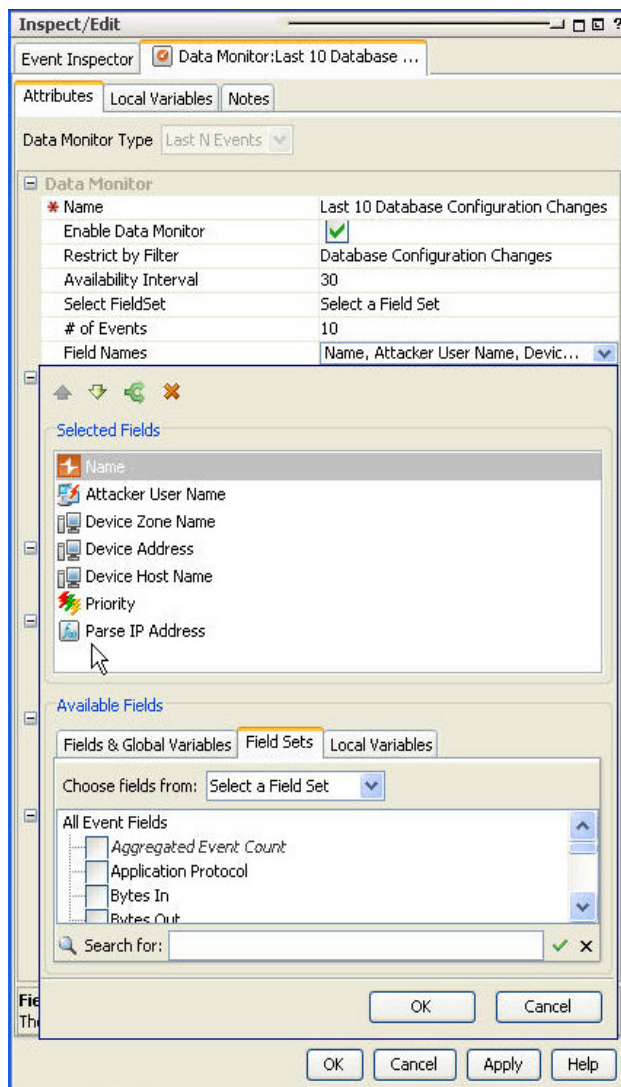 Inspect/Edit ?
Event Inspector Data Monitor:Last 10 Database ...
Attributes Local Variables Notes
Data Monitor Type Last N Events
Data Monitor
* Name Last 10 Database Configuration Changes
Enable Data Monitor
Restrict by Filter Database Configuration Changes
Availability Interval 30
Select FieldSet Select a Field Set
# of Events 10
Field Names Name, Attacker User Name, Devic...
Selected Fields
Name
Attacker User Name
Device Zone Name
Device Address
Device Host Name
Priority
Parse IP Address
Available Fields
Fields & Global Variables Field Sets Local Variables
Choose fields from: Select a Field Set
All Event Fields
Aggregated Event Count
Application Protocol
Bytes In
Bytes Out
Search for:
OK Cancel
Fie
The
OK Cancel Apply Help